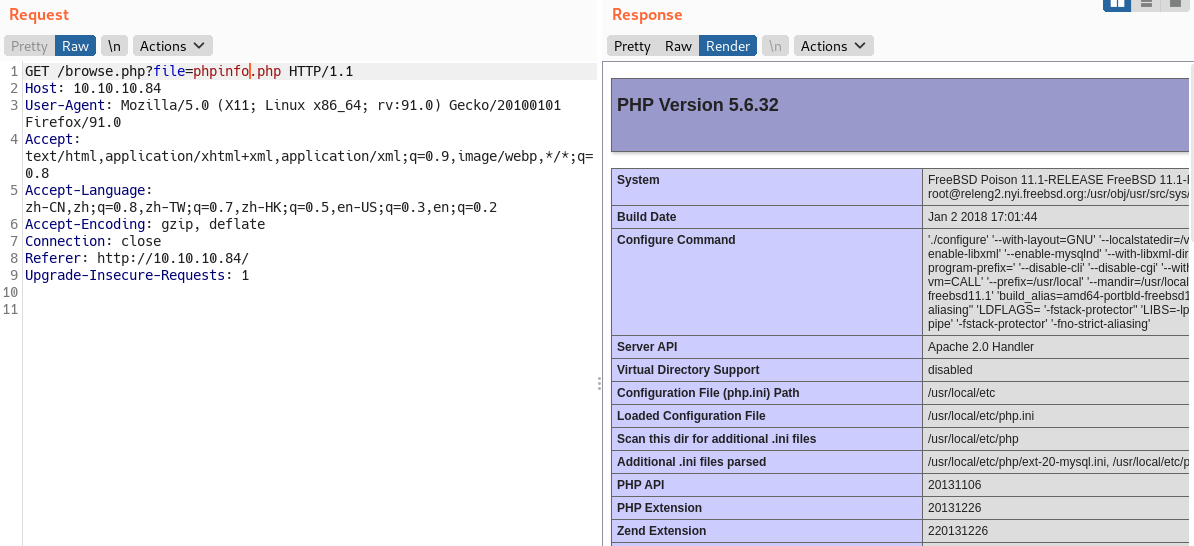 Request
Pretty Raw \n Actions
1 GET /browse.php?file=phpinfo.php HTTP/1.1
2 Host: 10.10.10.84
3 User-Agent: Mozilla/5.0 (X11; Linux x86_64; rv:91.0) Gecko/20100101
Firefox/91.0
4 Accept:
text/html,application/xhtml+xml,application/xml;q=0.9,image/webp,*/*;q=
0.8
5 Accept-Language:
zh-CN,zh;q=0.8,zh-TW;q=0.7,zh-HK;q=0.5,en-US;q=0.3,en;q=0.2
6 Accept-Encoding: gzip, deflate
7 Connection: close
8 Referer: http://10.10.10.84/
9 Upgrade-Insecure-Requests: 1
10
11
Response
Pretty Raw Render \n Actions
PHP Version 5.6.32
System FreeBSD Poison 11.1-RELEASE FreeBSD 11.1-
root@releng2.nyi.freebsd.org:/usr/obj/usr/src/sys/
Build Date Jan 2 2018 17:01:44
Configure Command './configure' '--with-layout=GNU' '--localstatedir=/v
enable-libxml' '--enable-mysqlnd' '--with-libxml-dir
program-prefix=' '--disable-cli' '--disable-cgi' '--with
vm=CALL' '--prefix=/usr/local' '--mandir=/usr/local
freebsd11.1' 'build_alias=amd64-portbld-freebsd1
aliasing'' 'LDFLAGS= '-fstack-protector'' 'LIBS=-lp
pipe' '-fstack-protector' '-fno-strict-aliasing'
Server API Apache 2.0 Handler
Virtual Directory Support disabled
Configuration File (php.ini) Path /usr/local/etc
Loaded Configuration File /usr/local/etc/php.ini
Scan this dir for additional .ini files /usr/local/etc/php
Additional .ini files parsed /usr/local/etc/php/ext-20-mysql.ini, /usr/local/etc/p
PHP API 20131106
PHP Extension 20131226
Zend Extension 220131226